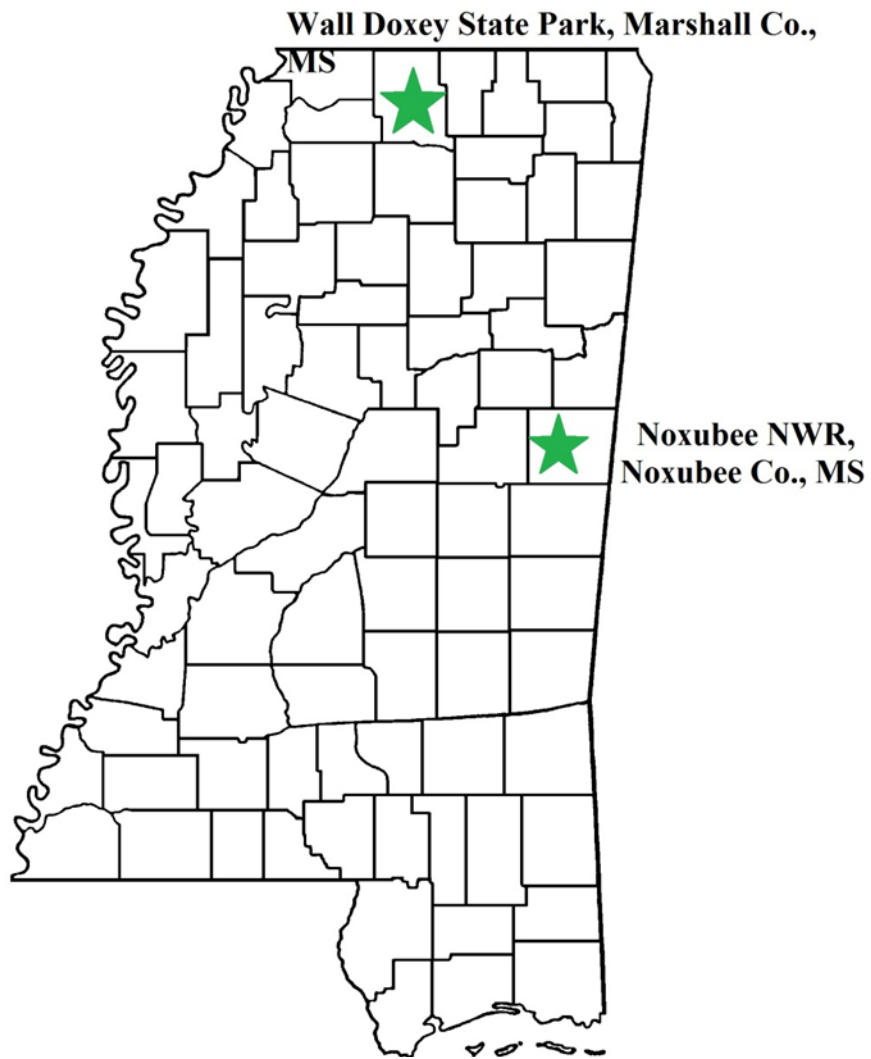 Wall Doxey State Park, Marshall Co.,
MS
Noxubee NWR,
Noxubee Co., MS